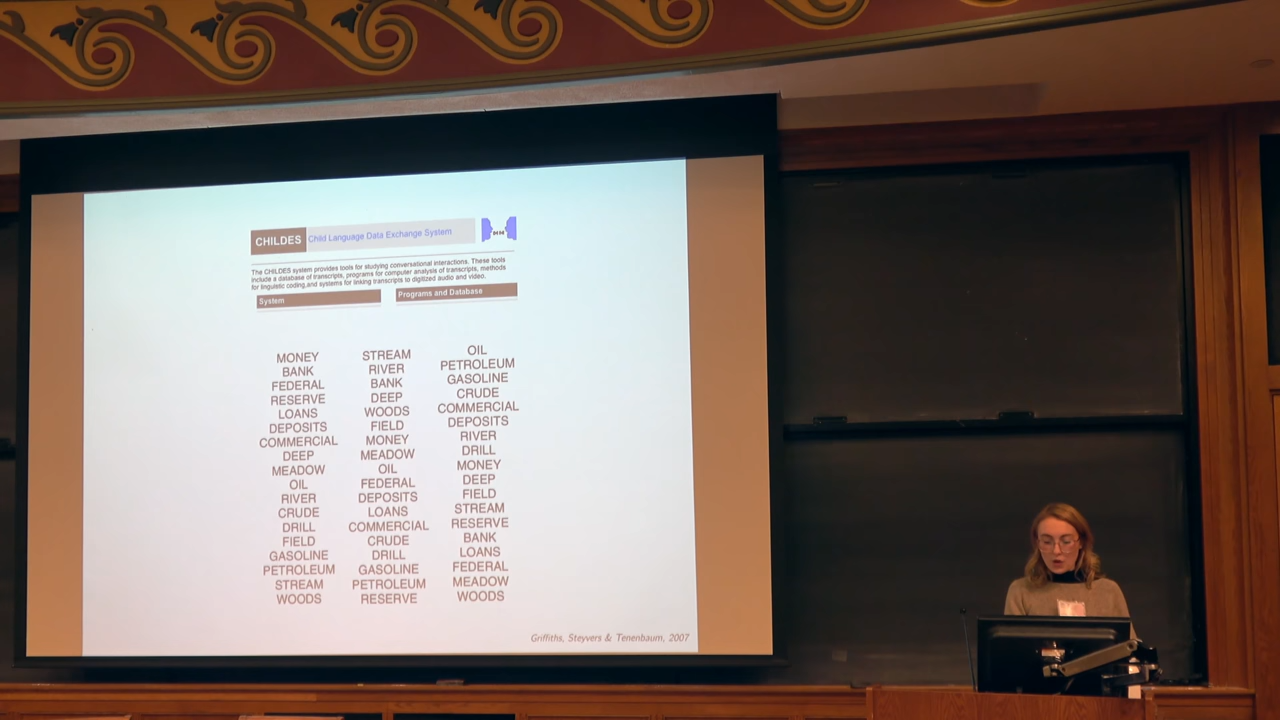 CHILDES Child Language Data Exchange System
The CHILDES system provides tools for studying conversational interactions. These tools
include a database of transcripts, programs for computer analysis of transcripts, methods
for linguistic coding,and systems for linking transcripts to digitized audio and video.
System
Programs and Database
MONEY
BANK
FEDERAL
RESERVE
LOANS
DEPOSITS
COMMERCIAL
DEEP
MEADOW
OIL
RIVER
CRUDE
DRILL
FIELD
GASOLINE
PETROLEUM
STREAM
WOODS
STREAM
RIVER
BANK
DEEP
WOODS
FIELD
MONEY
MEADOW
OIL
FEDERAL
DEPOSITS
LOANS
COMMERCIAL
CRUDE
DRILL
GASOLINE
PETROLEUM
RESERVE
OIL
PETROLEUM
GASOLINE
CRUDE
COMMERCIAL
DEPOSITS
RIVER
DRILL
MONEY
DEEP
FIELD
STREAM
RESERVE
BANK
LOANS
FEDERAL
MEADOW
WOODS
Griffiths, Steyvers & Tenenbaum, 2007